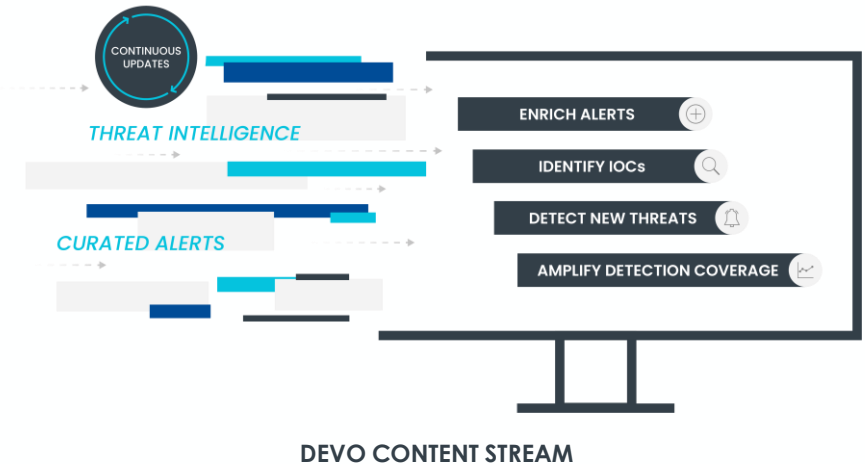 CONTINUOUS
UPDATES
THREAT INTELLIGENCE
CURATED ALERTS
ENRICH ALERTS
IDENTIFY IOCs
DETECT NEW THREATS
AMPLIFY DETECTION COVERAGE
DEVO CONTENT STREAM